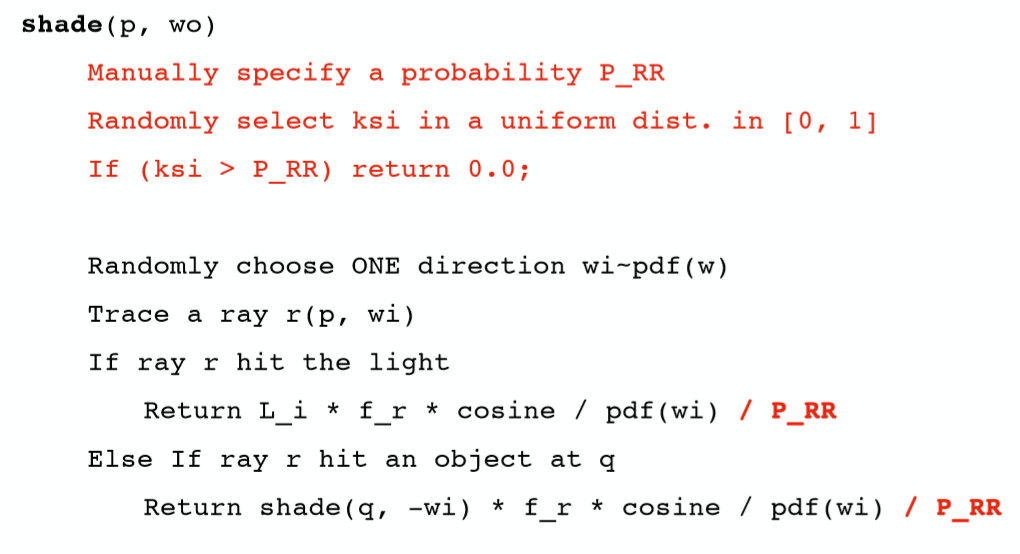 shade(p, wo)
Manually specify a probability P_RR
Randomly select ksi in a uniform dist. in [0, 1]
If (ksi > P_RR) return 0.0;
Randomly choose ONE direction wi~pdf(w)
Trace a ray r(p, wi)
If ray r hit the light
Return L_i * f_r * cosine / pdf(wi) / P_RR
Else If ray r hit an object at q
Return shade(q, -wi) * f_r * cosine / pdf(wi) / P_RR